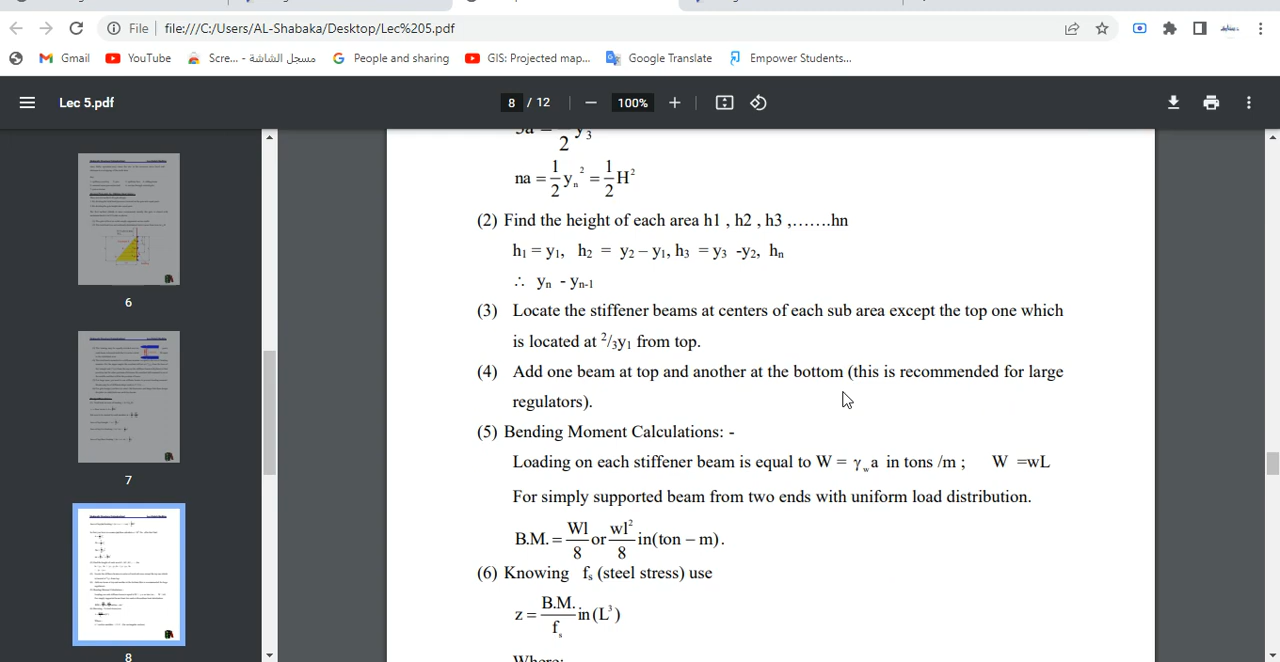 File file:///C:/Users/AL-Shabaka/Desktop/Lec%205.pdf
Gmail YouTube Scre... - مسجل الشاشة People and sharing GIS: Projected map... Google Translate Empower Students...
Lec 5.pdf 8 / 12 100%
6
7
8
2 y₃
na = 1/2 yₙ² = 1/2 H²
(2) Find the height of each area h1 , h2 , h3 ,…….hn
h₁ = y₁, h₂ = y₂ – y₁, h₃ = y₃ -y₂, hₙ
∴ yₙ - yₙ₋₁
(3) Locate the stiffener beams at centers of each sub area except the top one which
is located at ²/₃y₁ from top.
(4) Add one beam at top and another at the bottom (this is recommended for large
regulators).
(5) Bending Moment Calculations: -
Loading on each stiffener beam is equal to W = γ_w a in tons /m ; W =wL
For simply supported beam from two ends with uniform load distribution.
B.M. = Wl/8 or wl²/8 in(ton – m).
(6) Knowing fₛ (steel stress) use
z = B.M./fₛ in (L³)
Where: